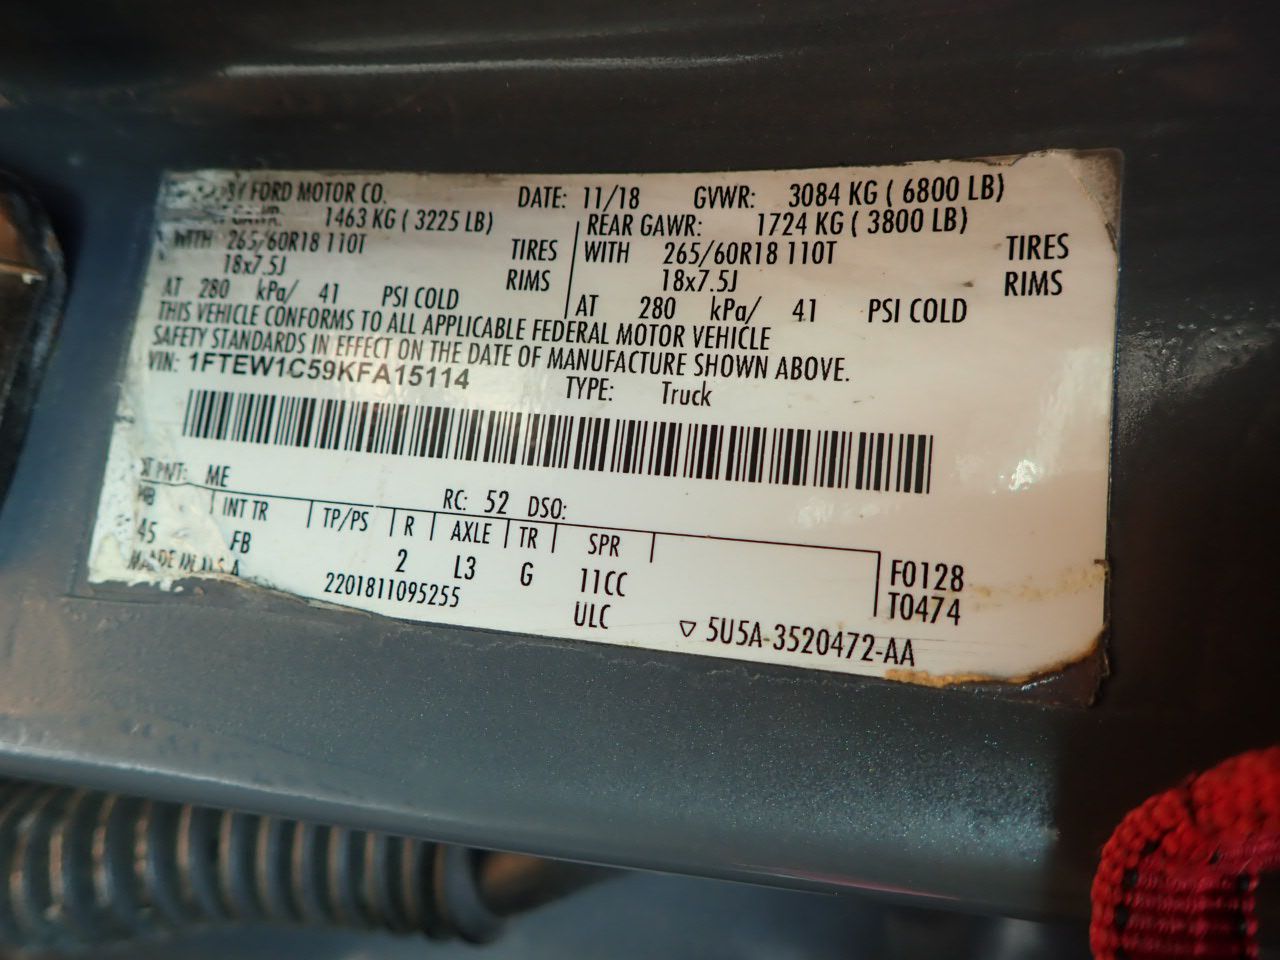 BY FORD MOTOR CO. DATE: 11/18 GVWR: 3084 KG ( 6800 LB)
GAWR: 1463 KG ( 3225 LB) REAR GAWR: 1724 KG ( 3800 LB)
WITH 265/60R18 110T TIRES WITH 265/60R18 110T TIRES
18x7.5J RIMS 18x7.5J RIMS
AT 280 kPa/ 41 PSI COLD AT 280 kPa/ 41 PSI COLD
THIS VEHICLE CONFORMS TO ALL APPLICABLE FEDERAL MOTOR VEHICLE
SAFETY STANDARDS IN EFFECT ON THE DATE OF MANUFACTURE SHOWN ABOVE.
VIN: 1FTEW1C59KFA15114 TYPE: Truck
PNT: ME
RC: 52 DSO:
INT TR TP/PS R AXLE TR SPR
45 FB 2 L3 G 11CC F0128
MADE IN U.S.A 2201811095255 ULC T0474
▽ 5U5A-3520472-AA